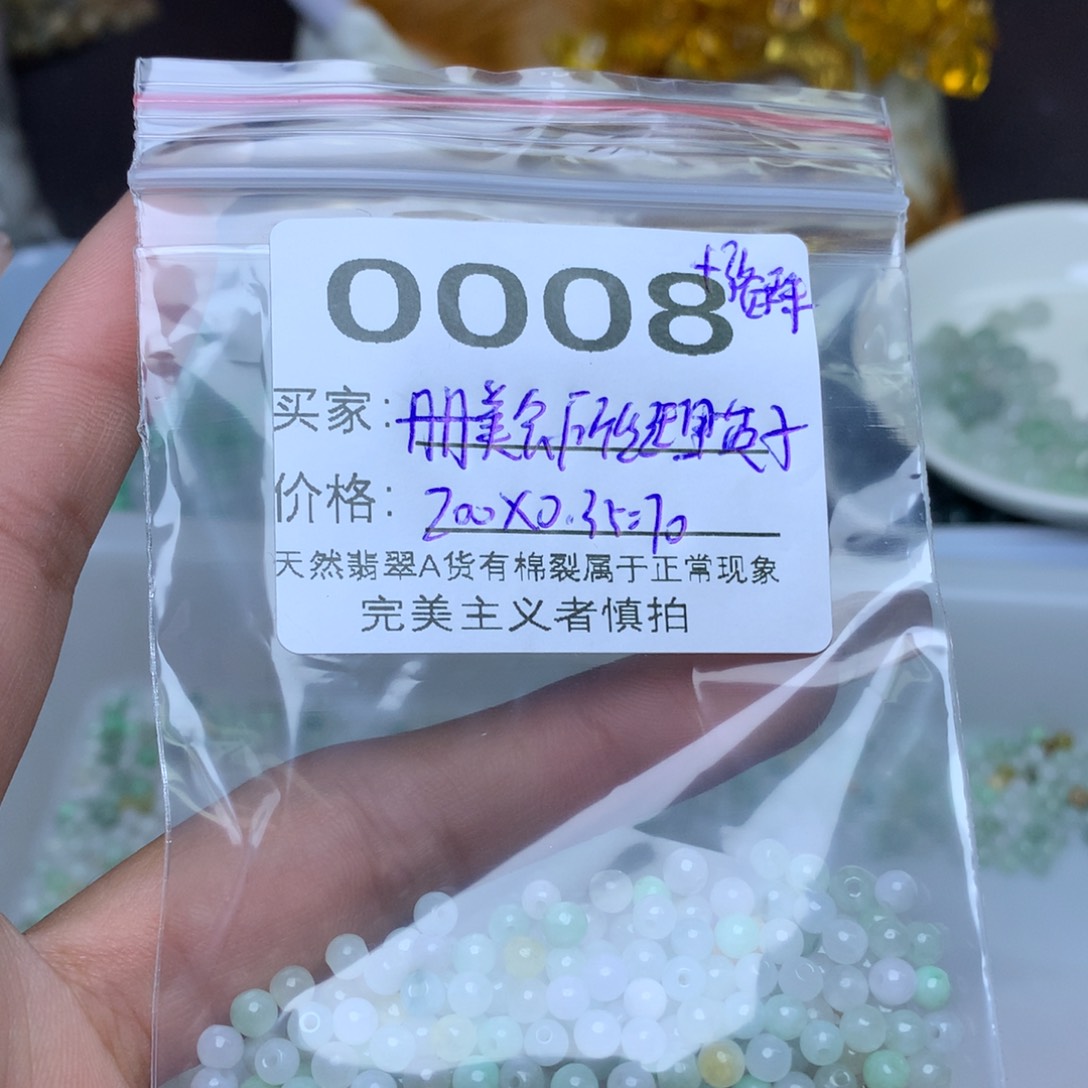 0008
买家:
价格: 200X0.35=70
天然翡翠A货有棉裂属于正常现象
完美主义者慎拍